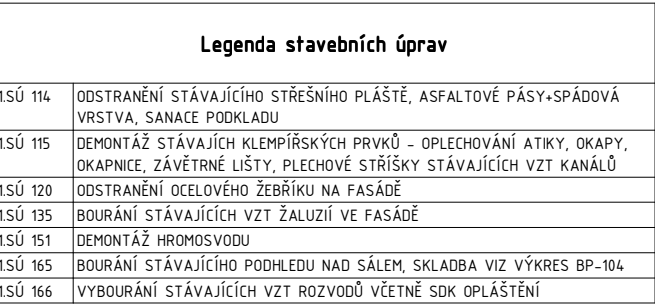 Legenda stavebních úprav
1.SÚ 114 ODSTRANĚNÍ STÁVAJÍCÍHO STŘEŠNÍHO PLÁŠTĚ, ASFALTOVÉ PÁSY+SPÁDOVÁ
VRSTVA, SANACE PODKLADU
1.SÚ 115 DEMONTÁŽ STÁVAJÍCH KLEMPÍŘSKÝCH PRVKŮ - OPLECHOVÁNÍ ATIKY, OKAPY,
OKAPNICE, ZÁVĚTRNÉ LIŠTY, PLECHOVÉ STŘÍŠKY STÁVAJÍCÍCH VZT KANÁLŮ
1.SÚ 120 ODSTRANĚNÍ OCELOVÉHO ŽEBŘÍKU NA FASÁDĚ
1.SÚ 135 BOURÁNÍ STÁVAJÍCÍCH VZT ŽALUZIÍ VE FASÁDĚ
1.SÚ 151 DEMONTÁŽ HROMOSVODU
1.SÚ 165 BOURÁNÍ STÁVAJÍCÍHO PODHLEDU NAD SÁLEM, SKLADBA VIZ VÝKRES BP-104
1.SÚ 166 VYBOURÁNÍ STÁVAJÍCÍCH VZT ROZVODŮ VČETNĚ SDK OPLÁŠTĚNÍ